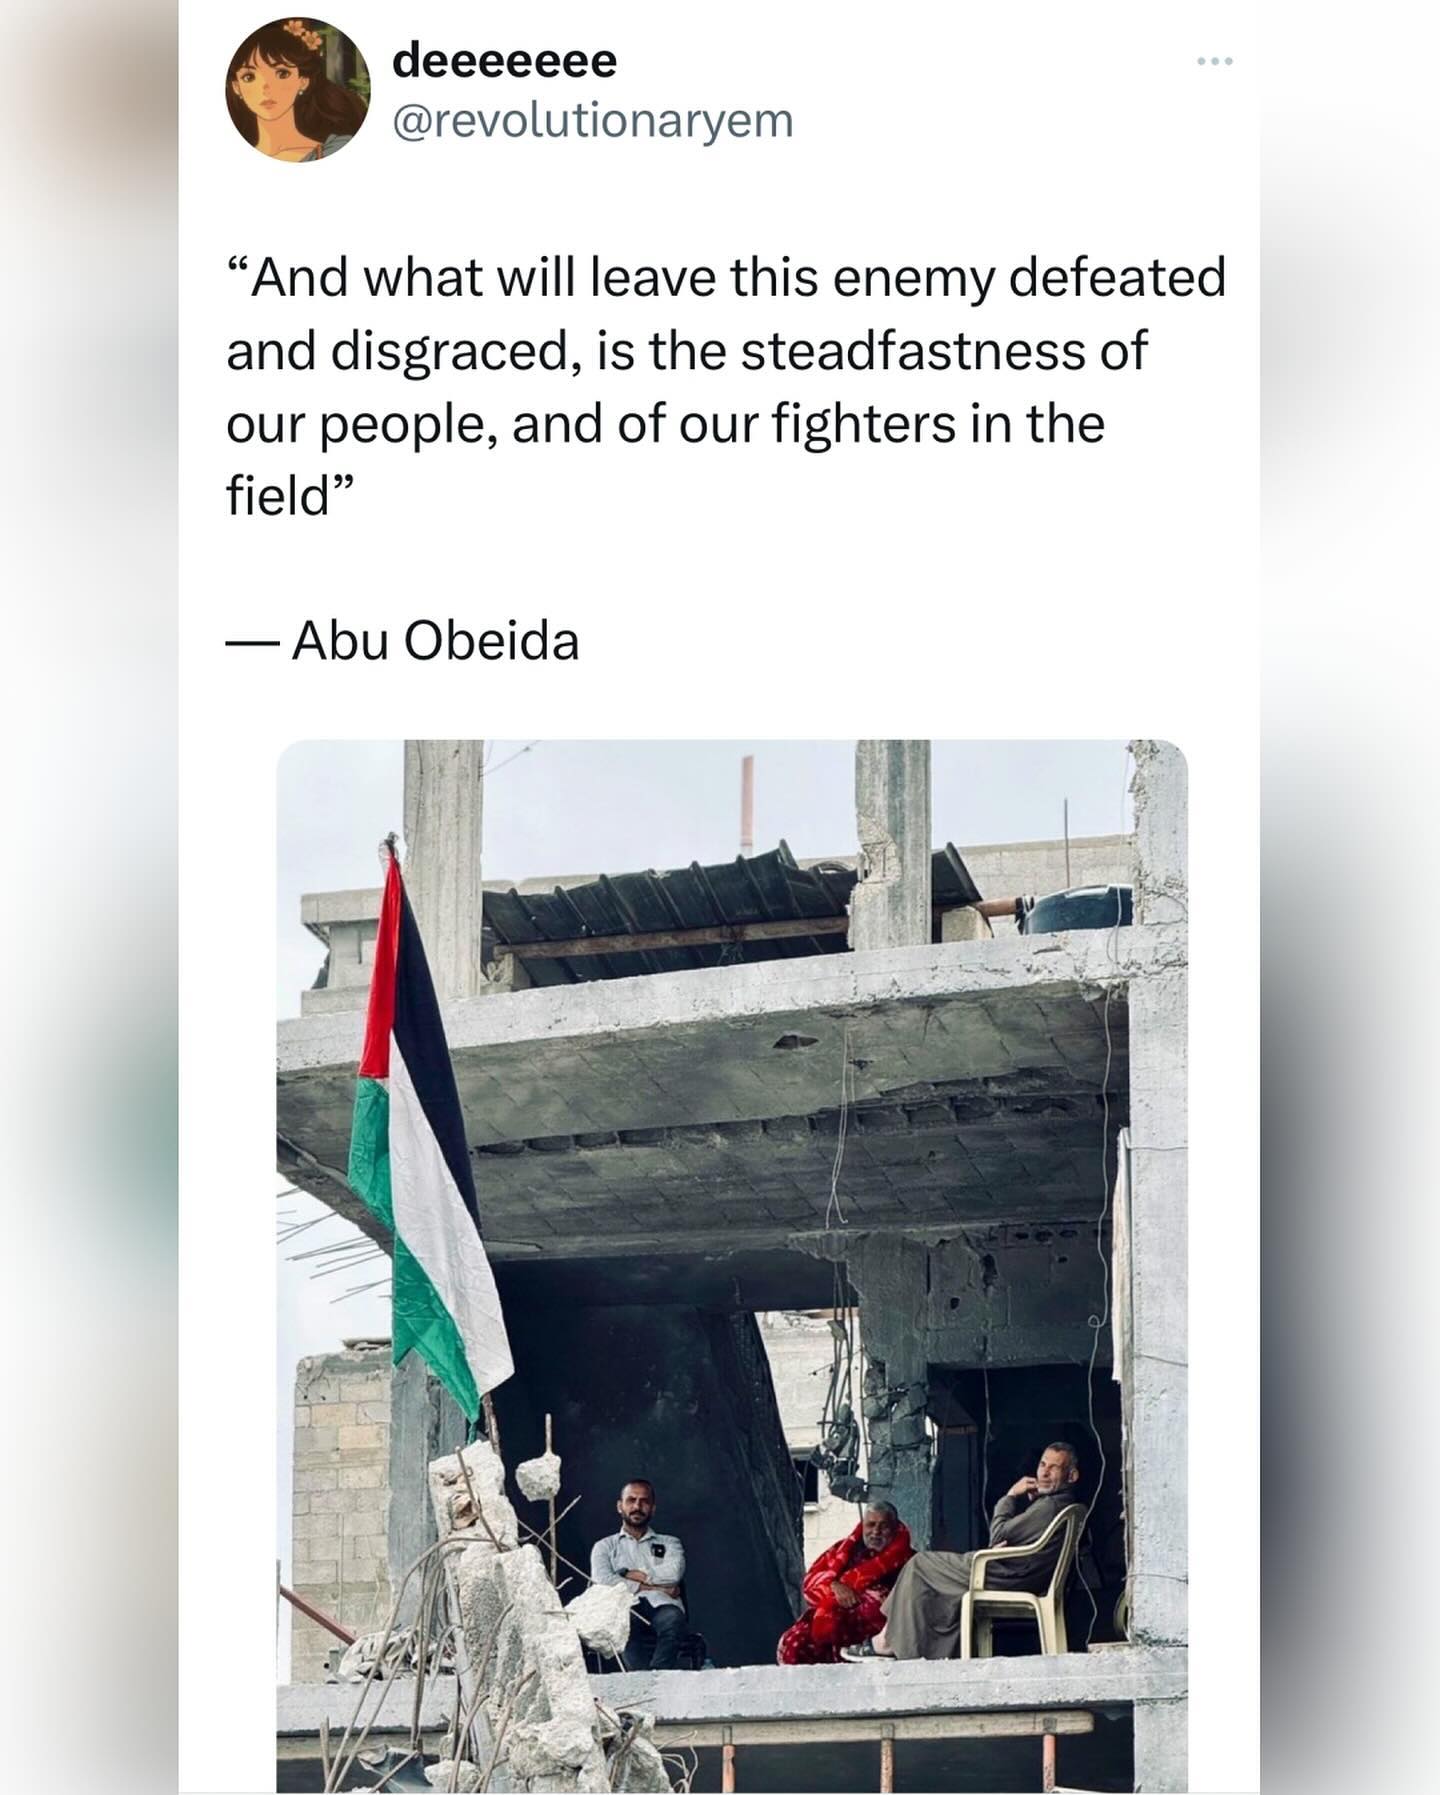 deeeeeee
@revolutionaryem
“And what will leave this enemy defeated
and disgraced, is the steadfastness of
our people, and of our fighters in the
field”
— Abu Obeida